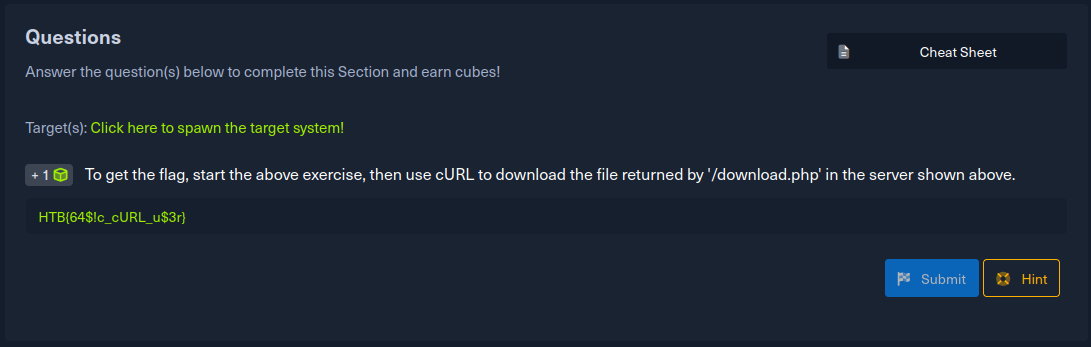 Questions
Cheat Sheet
Answer the question(s) below to complete this Section and earn cubes!
Target(s): Click here to spawn the target system!
+ 1 To get the flag, start the above exercise, then use cURL to download the file returned by '/download.php' in the server shown above.
HTB{64$!c_cURL_u$3r}
Submit
Hint